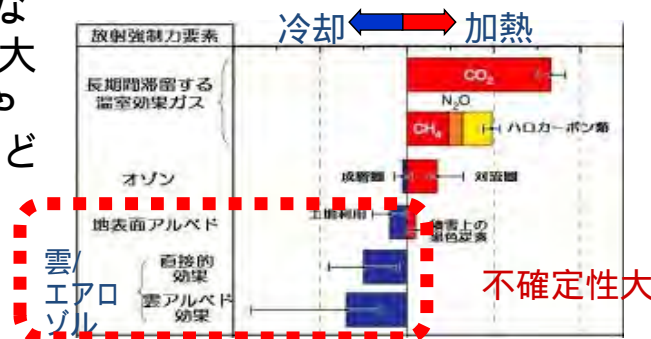 な
大
や
ど
冷却 加熱
放射強制力要素
長期間滞留する
温室効果ガス
CO₂
N₂O
CH₄
ハロカーボン類
オゾン
成層圏
対流圏
地表面アルベド
土地利用
積雪上の
黒色炭素
雲/
エアロ
ゾル
直接的
効果
雲アルベド
効果
不確定性大